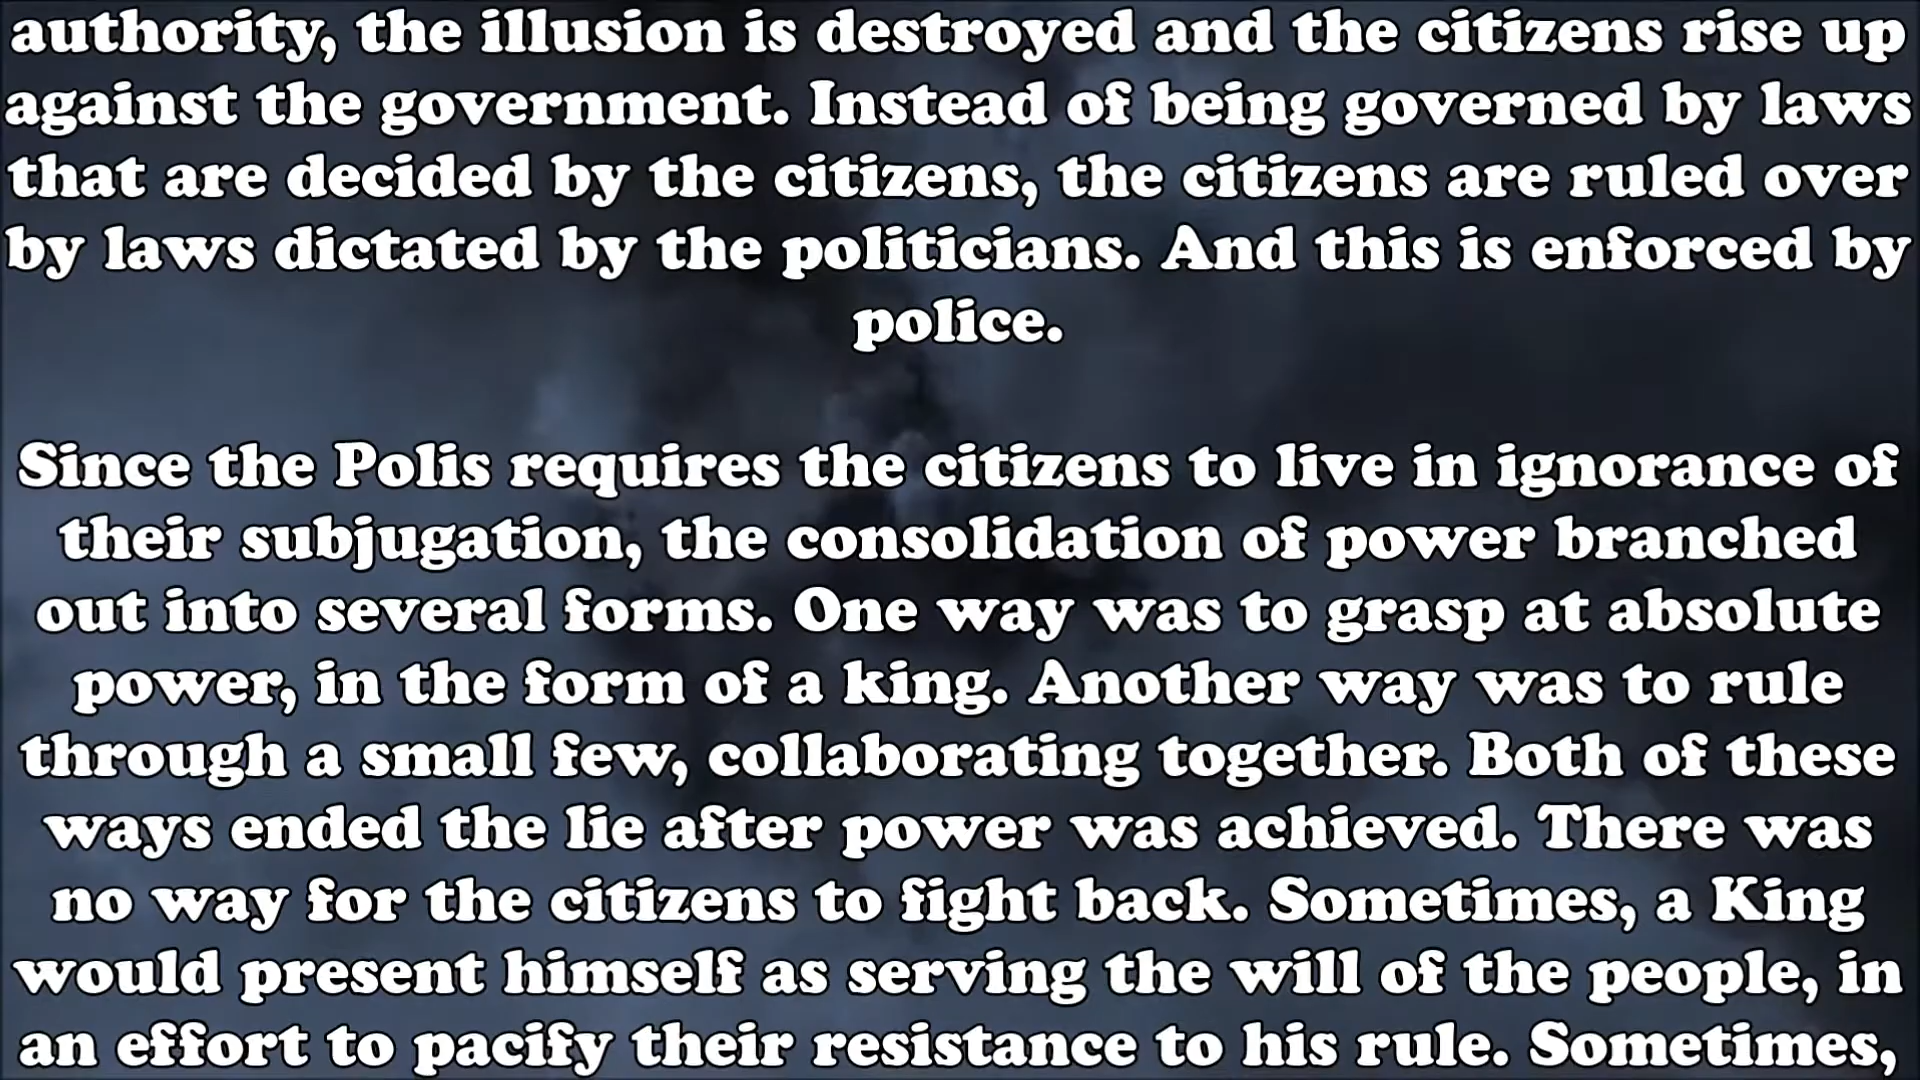 authority, the illusion is destroyed and the citizens rise up
against the government. Instead of being governed by laws
that are decided by the citizens, the citizens are ruled over
by laws dictated by the politicians. And this is enforced by
police.
Since the Polis requires the citizens to live in ignorance of
their subjugation, the consolidation of power branched
out into several forms. One way was to grasp at absolute
power, in the form of a king. Another way was to rule
through a small few, collaborating together. Both of these
ways ended the lie after power was achieved. There was
no way for the citizens to fight back. Sometimes, a King
would present himself as serving the will of the people, in
an effort to pacify their resistance to his rule. Sometimes,